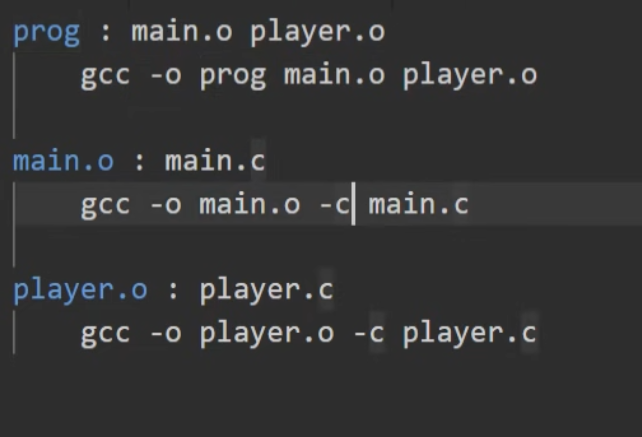 prog : main.o player.o
    gcc -o prog main.o player.o
main.o : main.c
    gcc -o main.o -c main.c
player.o : player.c
    gcc -o player.o -c player.c